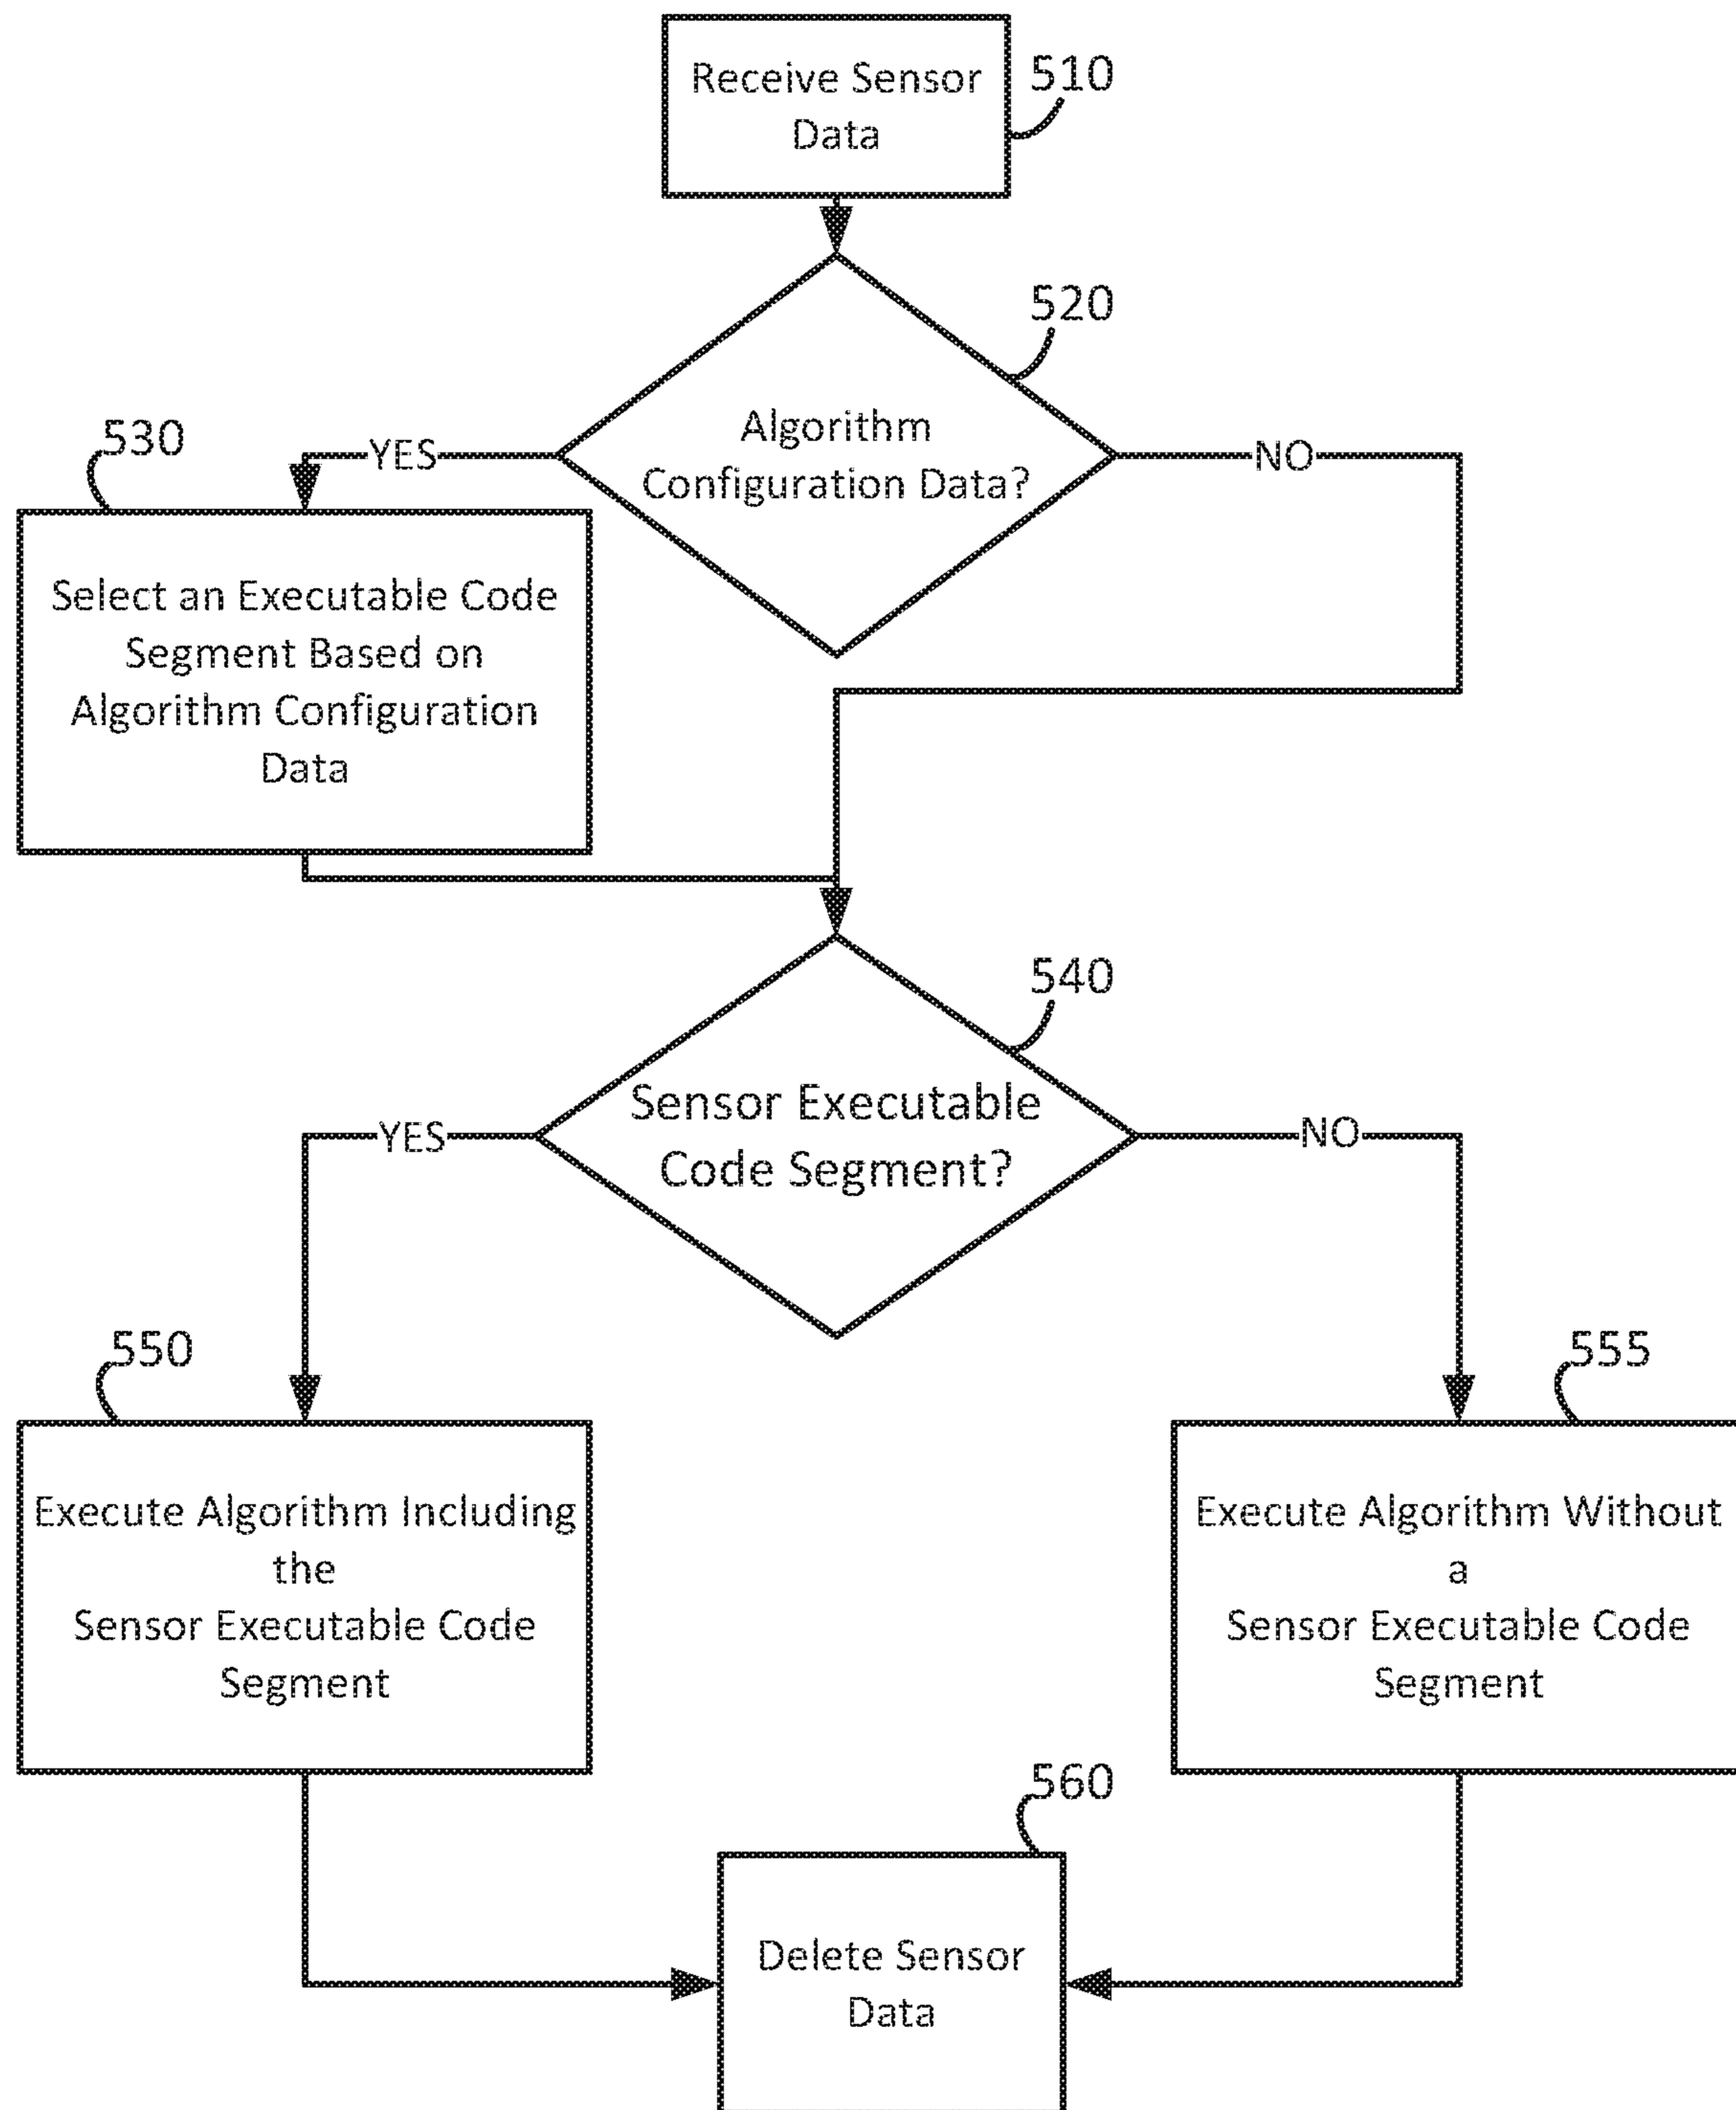 Receive Sensor
Data
510
520
Algorithm
Configuration Data?
YES
NO
530
Select an Executable Code
Segment Based on
Algorithm Configuration
Data
540
Sensor Executable
Code Segment?
YES
NO
550
Execute Algorithm Including
the
Sensor Executable Code
Segment
555
Execute Algorithm Without
a
Sensor Executable Code
Segment
560
Delete Sensor
Data